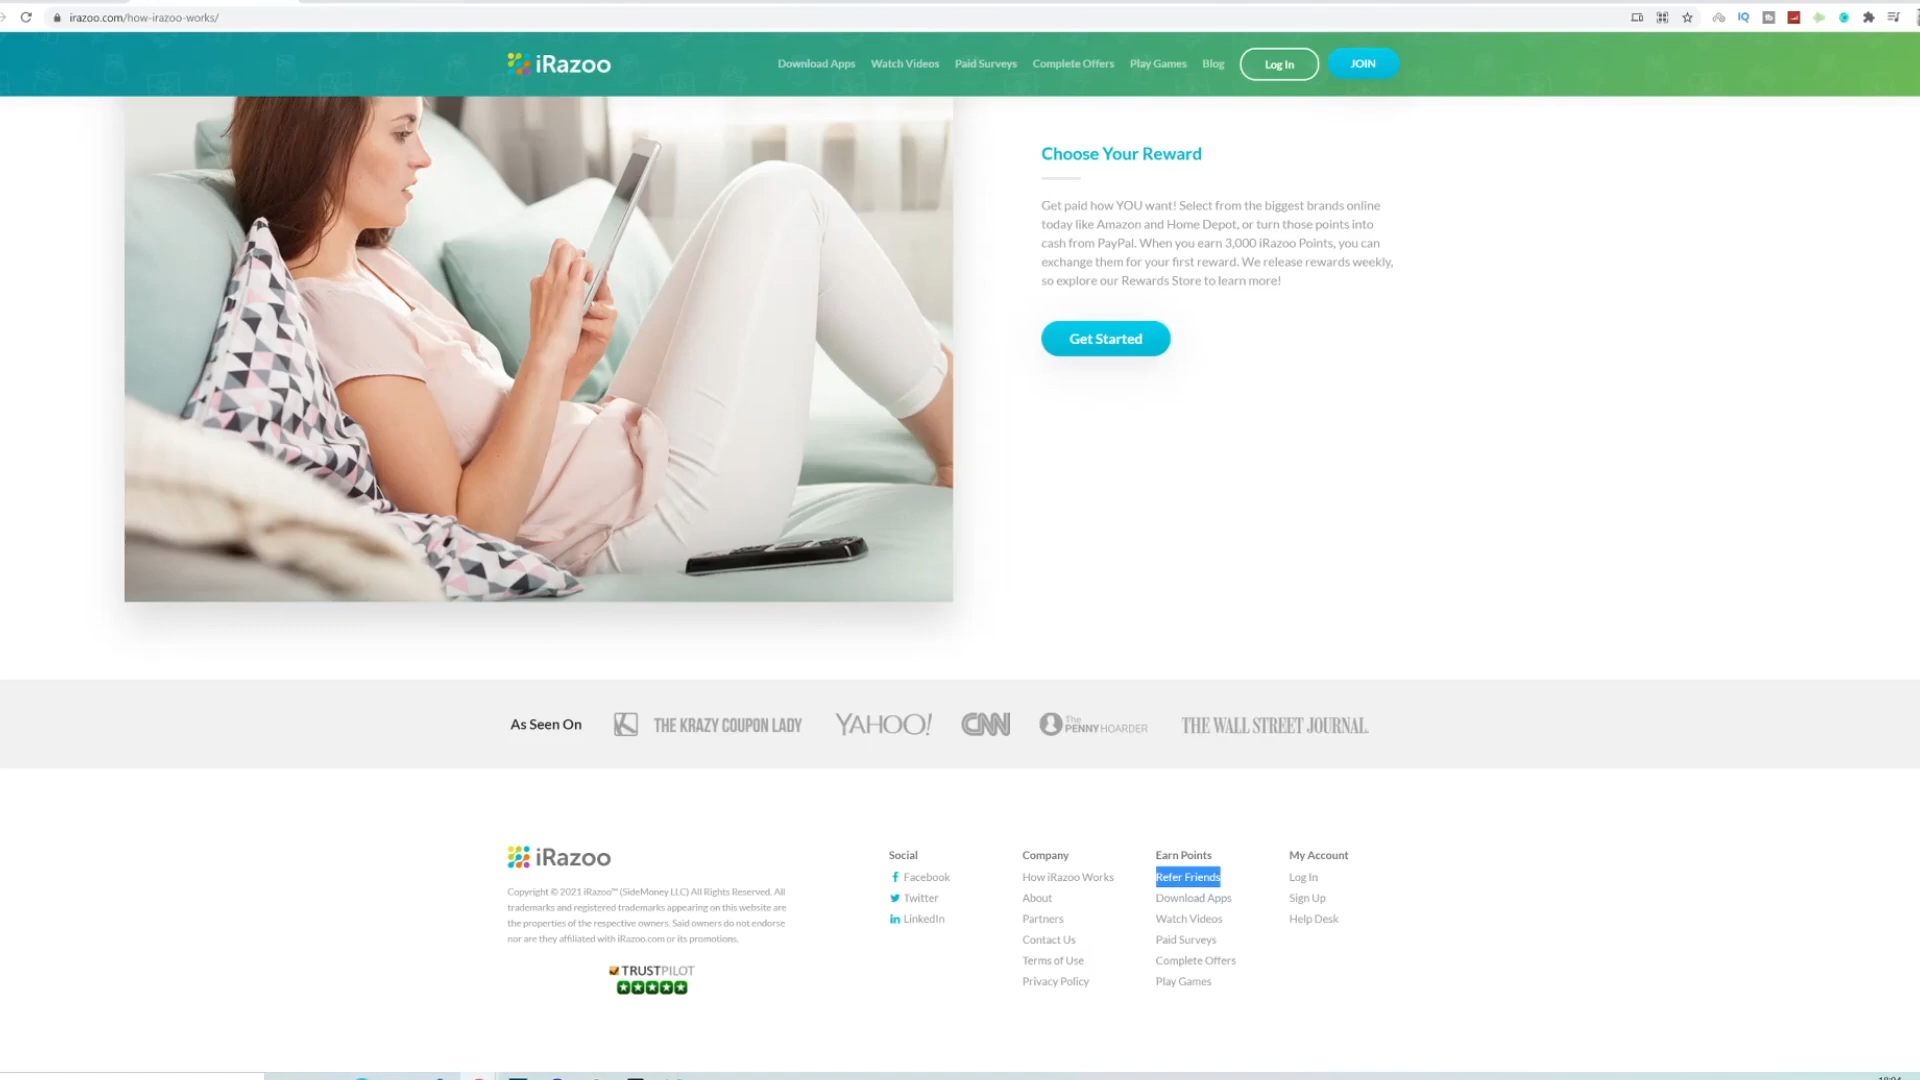 irazoo.com/how-irazoo-works/
iRazoo
Download Apps Watch Videos Paid Surveys Complete Offers Play Games Blog Log In JOIN
Choose Your Reward
Get paid how YOU want! Select from the biggest brands online
today like Amazon and Home Depot, or turn those points into
cash from PayPal. When you earn 3,000 iRazoo Points, you can
exchange them for your first reward. We release rewards weekly,
so explore our Rewards Store to learn more!
Get Started
As Seen On THE KRAZY COUPON LADY YAHOO! CNN The PENNY HOARDER THE WALL STREET JOURNAL.
iRazoo
Copyright © 2021 iRazoo™ (SideMoney LLC) All Rights Reserved. All
trademarks and registered trademarks appearing on this website are
the properties of the respective owners. Said owners do not endorse
nor are they affiliated with iRazoo.com or its promotions.
TRUSTPILOT
Social
Facebook
Twitter
LinkedIn
Company
How iRazoo Works
About
Partners
Contact Us
Terms of Use
Privacy Policy
Earn Points
Refer Friends
Download Apps
Watch Videos
Paid Surveys
Complete Offers
Play Games
My Account
Log In
Sign Up
Help Desk